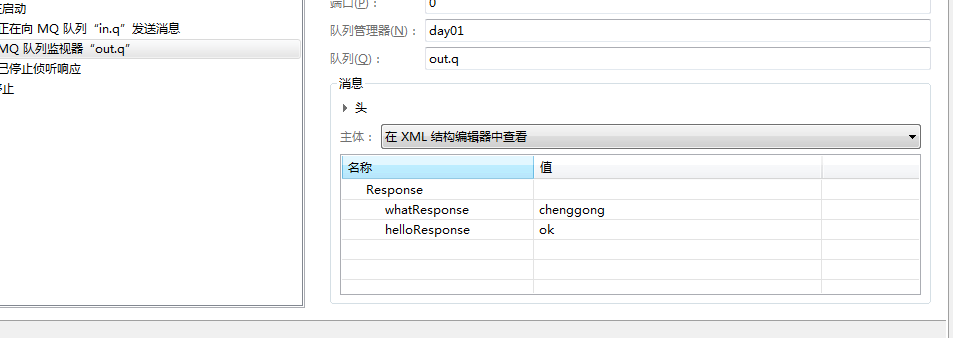 启动
正在向 MQ 队列“in.q”发送消息
MQ 队列监视器“out.q”
已停止侦听响应
停止
端口(P)： 0
队列管理器(N)： day01
队列(Q)： out.q
消息
头
主体： 在 XML 结构编辑器中查看
名称 值
Response
whatResponse chenggong
helloResponse ok